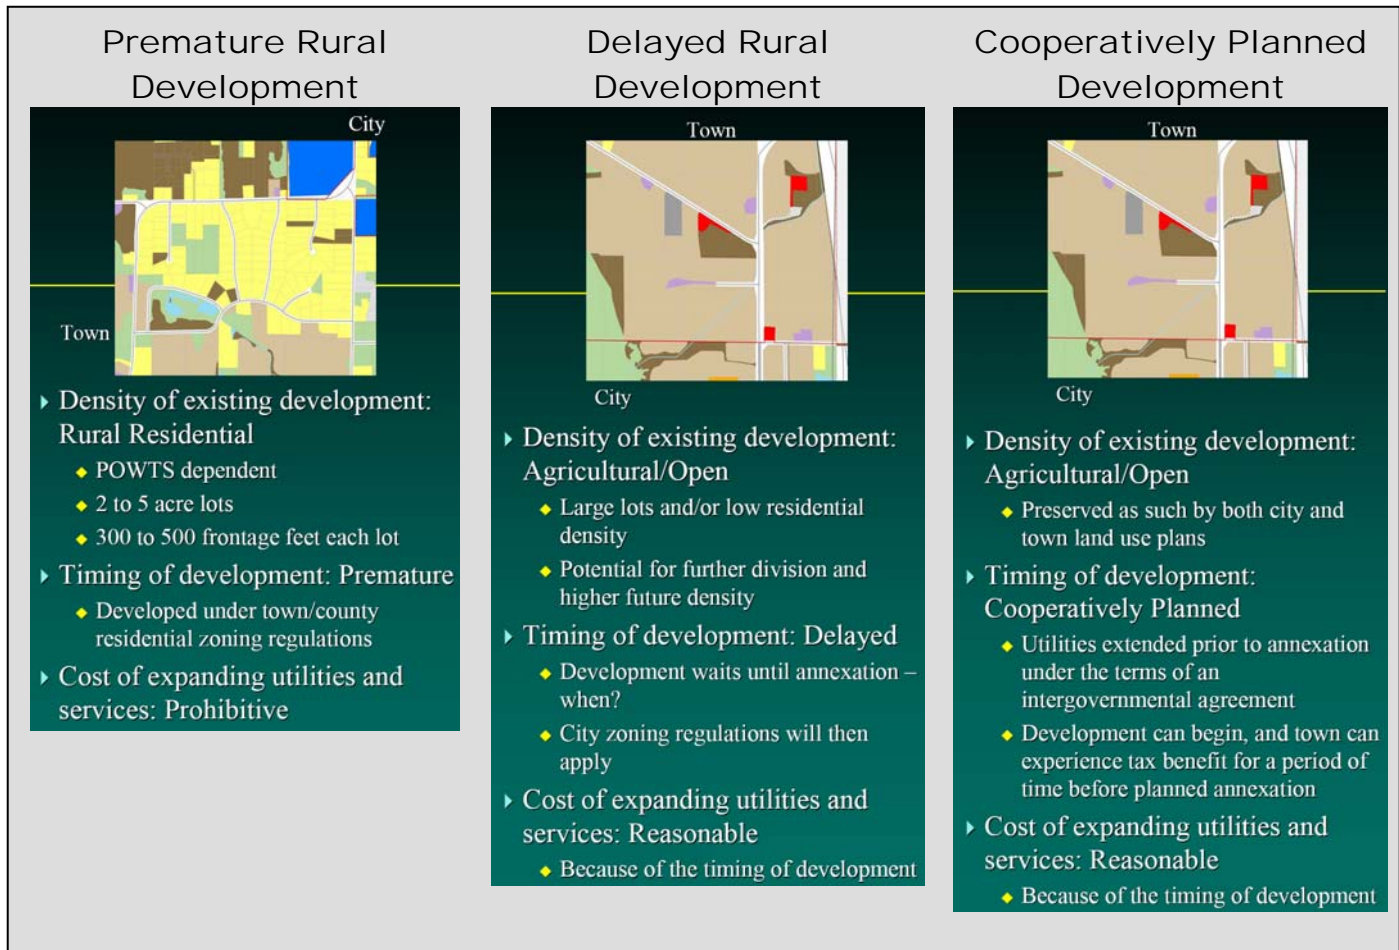 Premature Rural
Development
City
Town
Density of existing development:
Rural Residential
POWTS dependent
2 to 5 acre lots
300 to 500 frontage feet each lot
Timing of development: Premature
Developed under town/county
residential zoning regulations
Cost of expanding utilities and
services: Prohibitive
Delayed Rural
Development
Town
City
Density of existing development:
Agricultural/Open
Large lots and/or low residential
density
Potential for further division and
higher future density
Timing of development: Delayed
Development waits until annexation –
when?
City zoning regulations will then
apply
Cost of expanding utilities and
services: Reasonable
Because of the timing of development
Cooperatively Planned
Development
Town
City
Density of existing development:
Agricultural/Open
Preserved as such by both city and
town land use plans
Timing of development:
Cooperatively Planned
Utilities extended prior to annexation
under the terms of an
intergovernmental agreement
Development can begin, and town can
experience tax benefit for a period of
time before planned annexation
Cost of expanding utilities and
services: Reasonable
Because of the timing of development